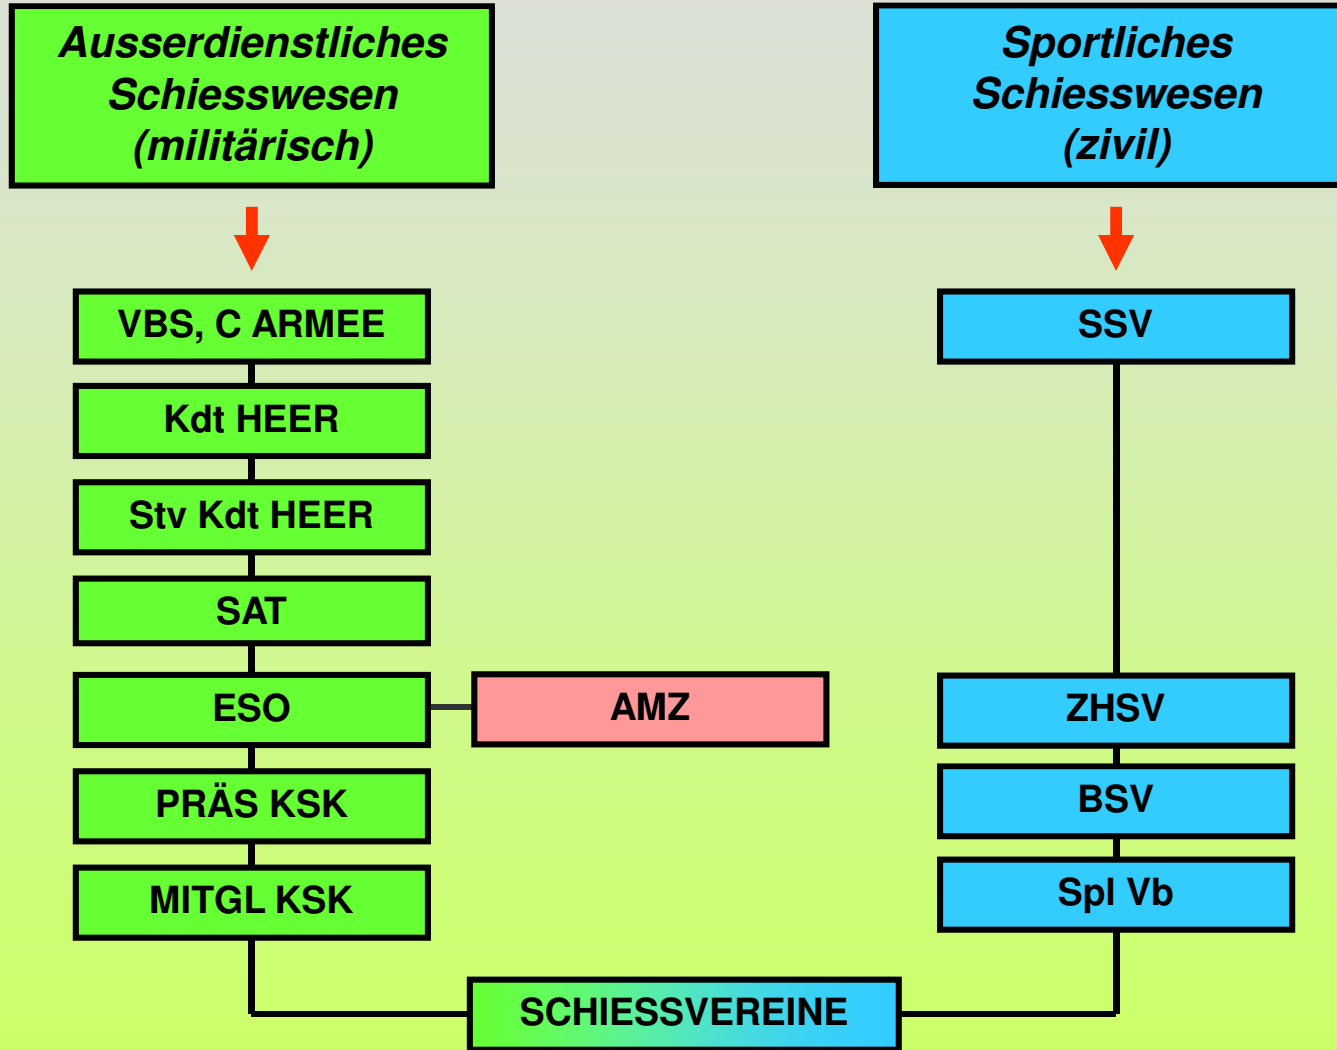 Ausserdienstliches
Schiesswesen
(militärisch)
Sportliches
Schiesswesen
(zivil)
VBS, C ARMEE
SSV
Kdt HEER
Stv Kdt HEER
SAT
ESO
AMZ
ZHSV
PRÄS KSK
BSV
MITGL KSK
Spl Vb
SCHIESSVEREINE